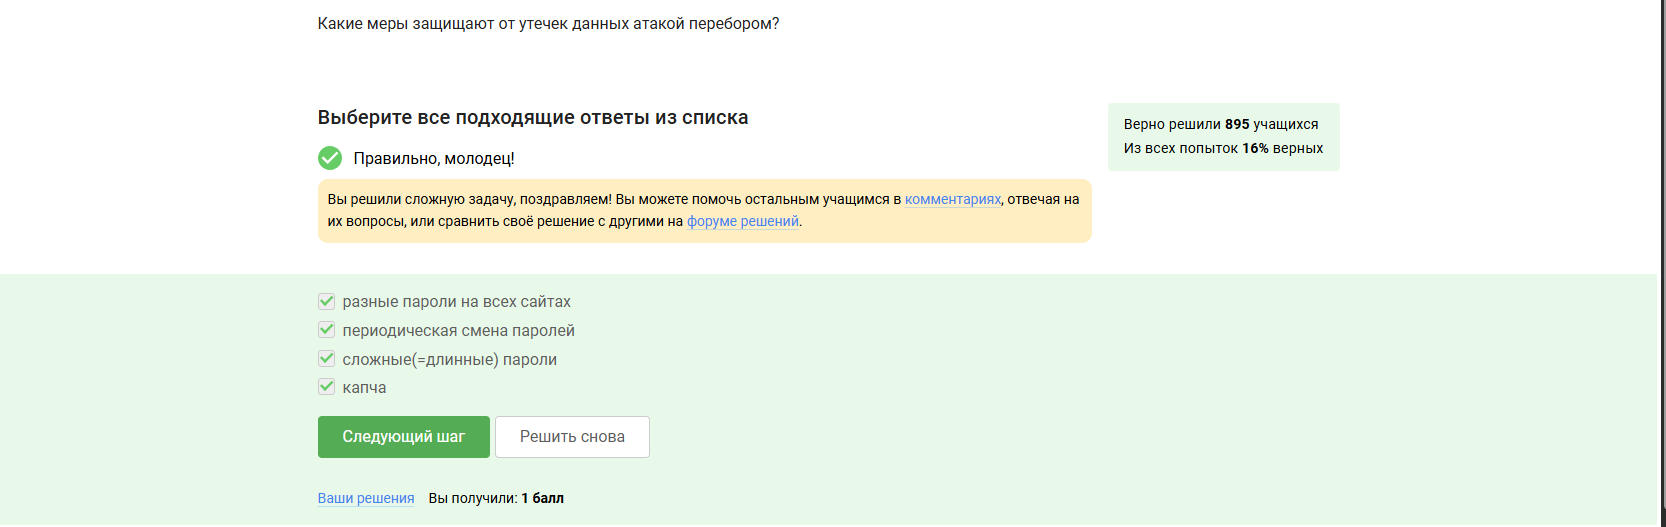 Какие меры защищают от утечек данных атакой перебором?
Выберите все подходящие ответы из списка
Верно решили 895 учащихся
Из всех попыток 16% верных
Правильно, молодец!
Вы решили сложную задачу, поздравляем! Вы можете помочь остальным учащимся в комментариях, отвечая на
их вопросы, или сравнить своё решение с другими на форуме решений.
разные пароли на всех сайтах
периодическая смена паролей
сложные(=длинные) пароли
капча
Следующий шаг
Решить снова
Ваши решения
Вы получили: 1 балл